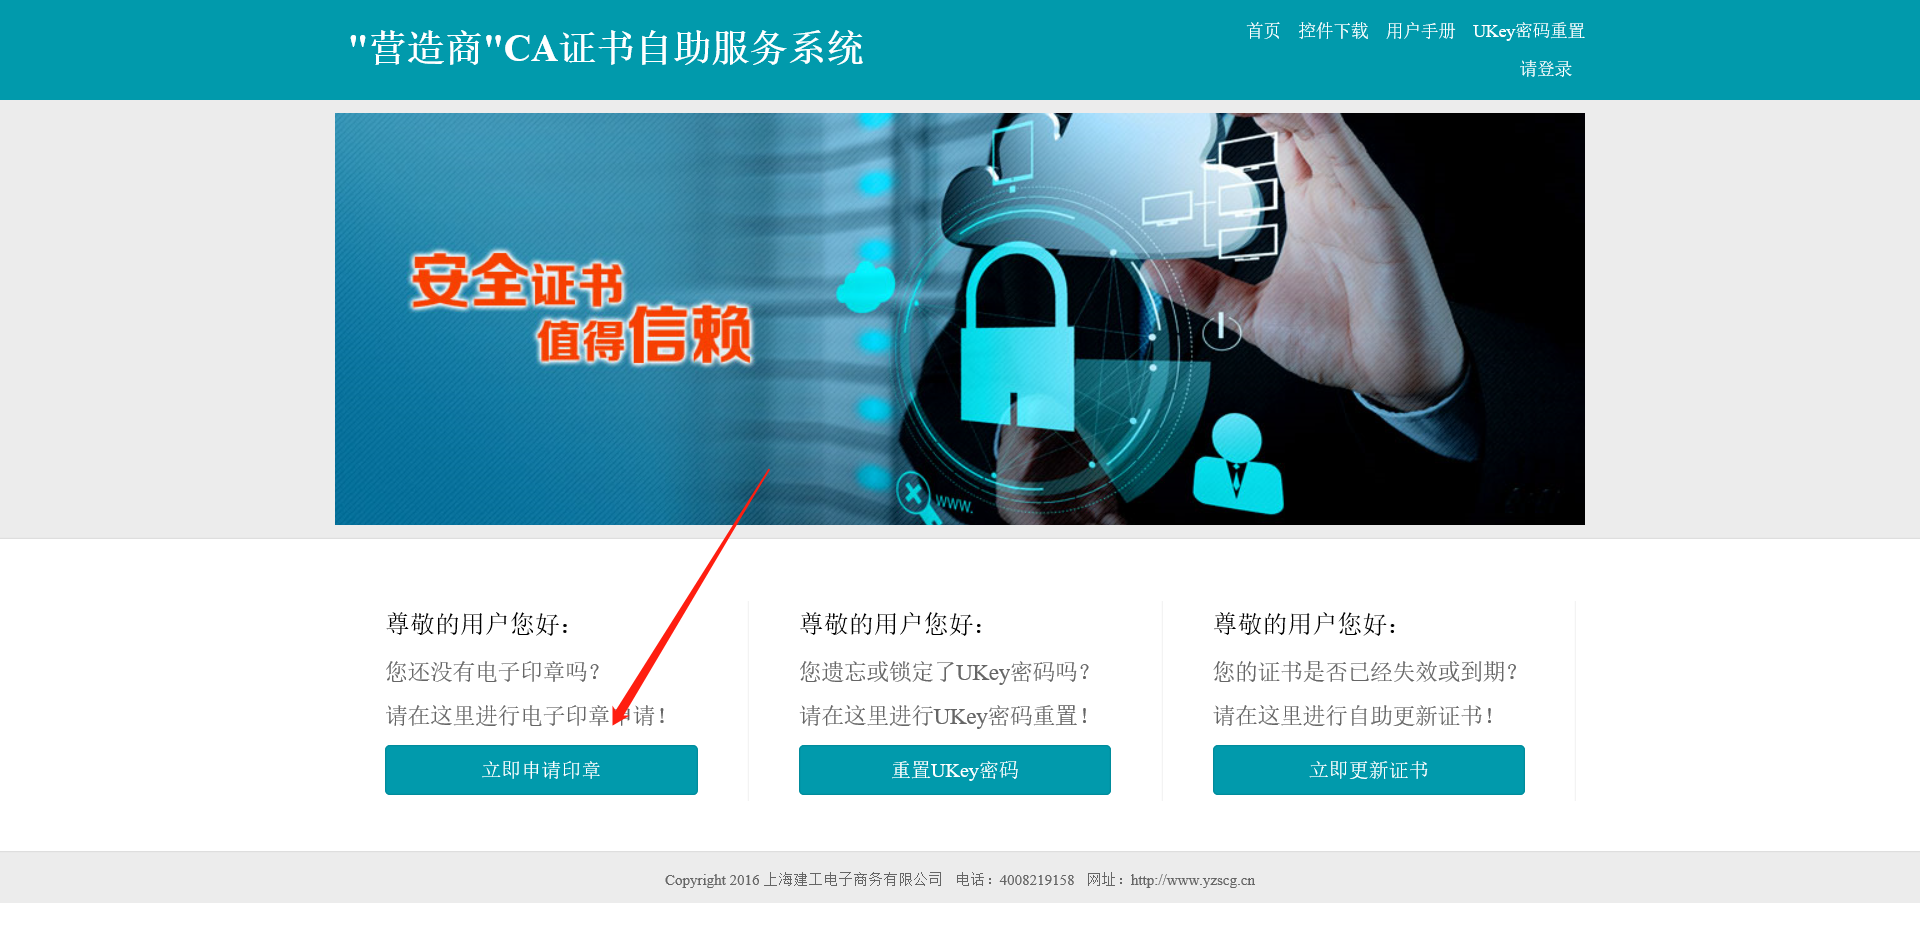 "营造商"CA证书自助服务系统
首页 控件下载 用户手册 UKey密码重置
请登录
安全证书
值得信赖
www.
尊敬的用户您好：
您还没有电子印章吗？
请在这里进行电子印章申请！
立即申请印章
尊敬的用户您好：
您遗忘或锁定了UKey密码吗？
请在这里进行UKey密码重置！
重置UKey密码
尊敬的用户您好：
您的证书是否已经失效或到期？
请在这里进行自助更新证书！
立即更新证书
Copyright 2016 上海建工电子商务有限公司 电话：4008219158 网址：http://www.yzscg.cn